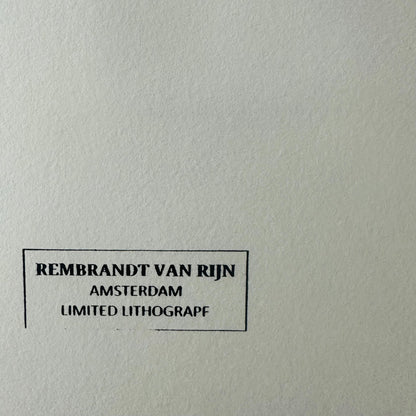 REMBRANDT VAN RIJN
AMSTERDAM
LIMITED LITHOGRAPF